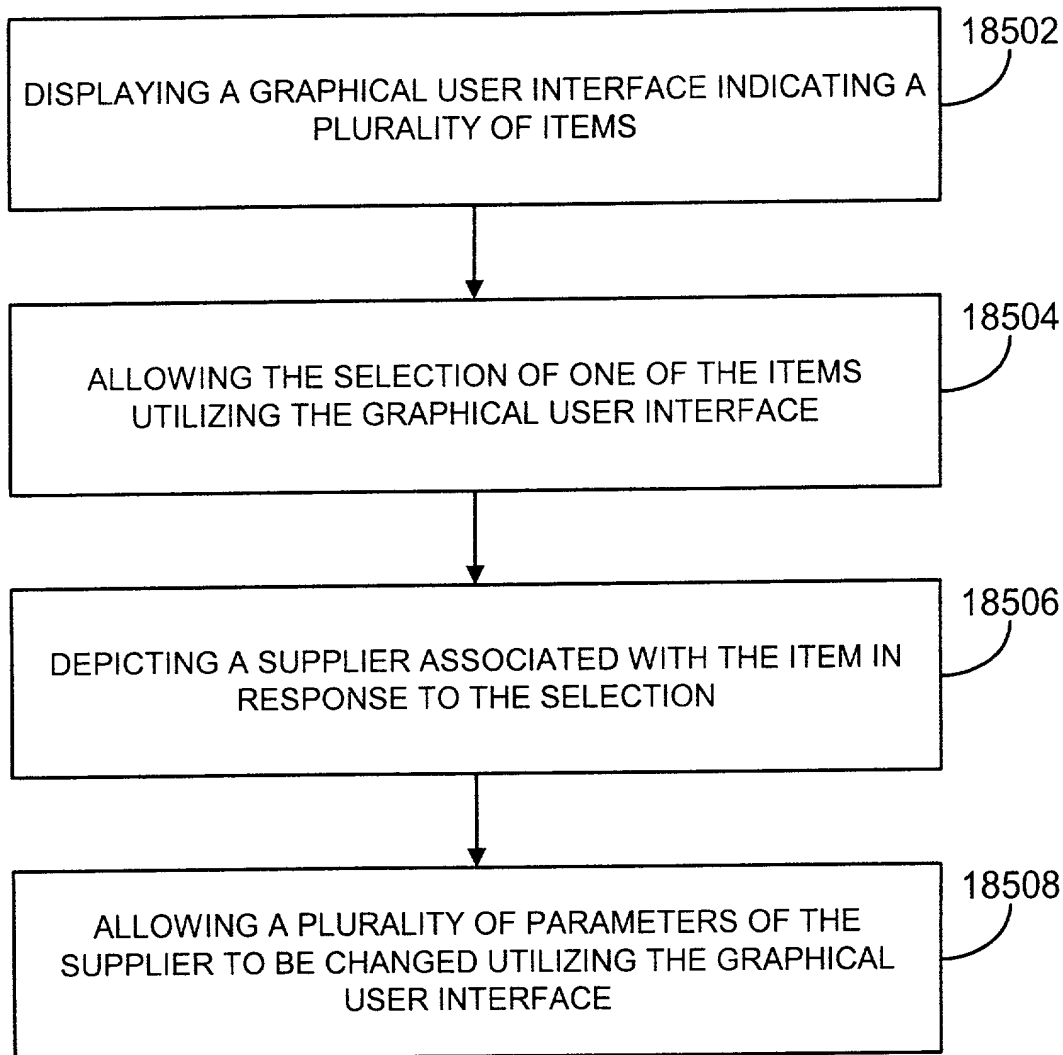 18502
DISPLAYING A GRAPHICAL USER INTERFACE INDICATING A
PLURALITY OF ITEMS
18504
ALLOWING THE SELECTION OF ONE OF THE ITEMS
UTILIZING THE GRAPHICAL USER INTERFACE
18506
DEPICTING A SUPPLIER ASSOCIATED WITH THE ITEM IN
RESPONSE TO THE SELECTION
18508
ALLOWING A PLURALITY OF PARAMETERS OF THE
SUPPLIER TO BE CHANGED UTILIZING THE GRAPHICAL
USER INTERFACE